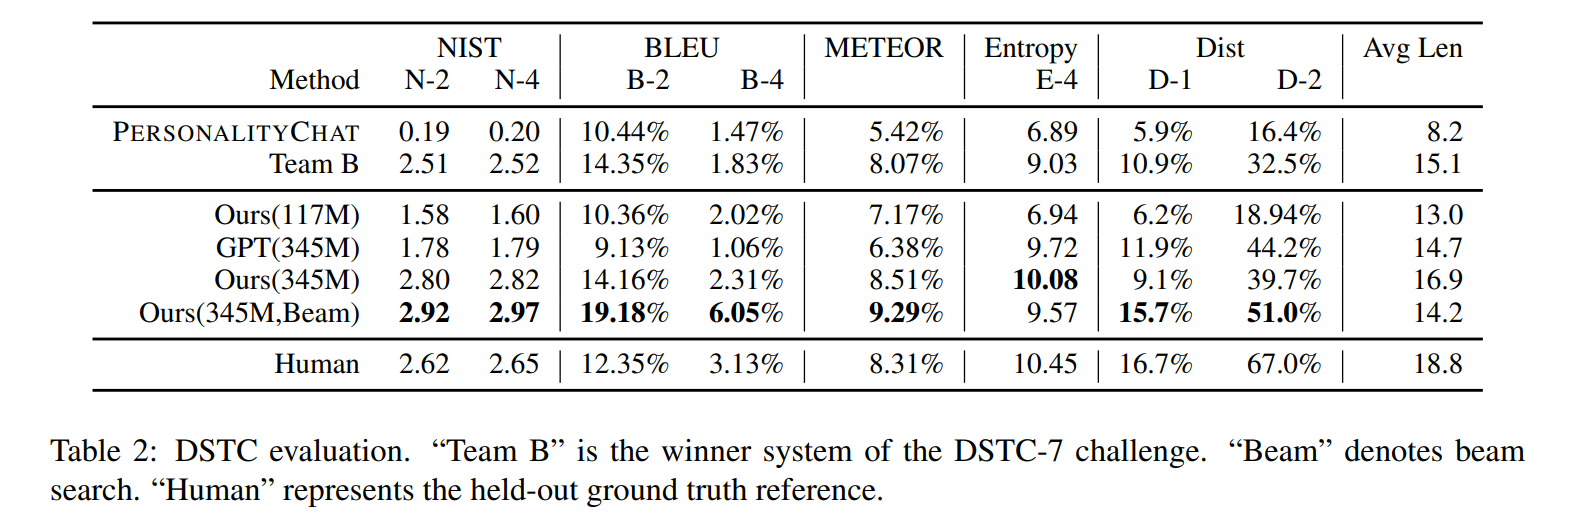 NIST BLEU METEOR Entropy Dist Avg Len
Method N-2 N-4 B-2 B-4 E-4 D-1 D-2
PERSONALITYCHAT 0.19 0.20 10.44% 1.47% 5.42% 6.89 5.9% 16.4% 8.2
Team B 2.51 2.52 14.35% 1.83% 8.07% 9.03 10.9% 32.5% 15.1
Ours(117M) 1.58 1.60 10.36% 2.02% 7.17% 6.94 6.2% 18.94% 13.0
GPT(345M) 1.78 1.79 9.13% 1.06% 6.38% 9.72 11.9% 44.2% 14.7
Ours(345M) 2.80 2.82 14.16% 2.31% 8.51% 10.08 9.1% 39.7% 16.9
Ours(345M,Beam) 2.92 2.97 19.18% 6.05% 9.29% 9.57 15.7% 51.0% 14.2
Human 2.62 2.65 12.35% 3.13% 8.31% 10.45 16.7% 67.0% 18.8
Table 2: DSTC evaluation. “Team B” is the winner system of the DSTC-7 challenge. “Beam” denotes beam
search. “Human” represents the held-out ground truth reference.